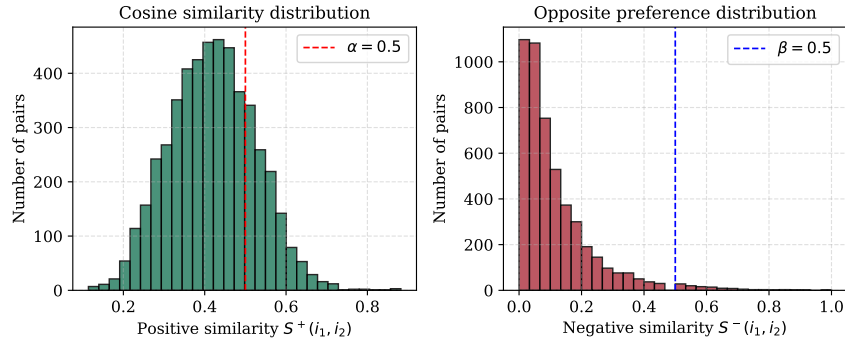 Cosine similarity distribution
α = 0.5
Number of pairs
400
300
200
100
0
0.2 0.4 0.6 0.8
Positive similarity S⁺(i₁, i₂)
Opposite preference distribution
β = 0.5
Number of pairs
1000
800
600
400
200
0
0.0 0.2 0.4 0.6 0.8 1.0
Negative similarity S⁻(i₁, i₂)